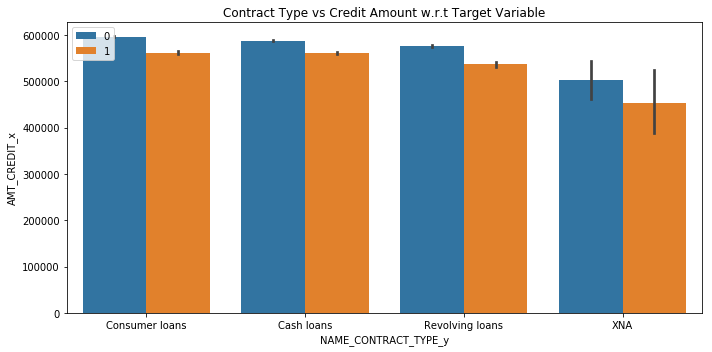 Contract Type vs Credit Amount w.r.t Target Variable
0
1
600000
500000
400000
300000
200000
100000
0
AMT_CREDIT_x
Consumer loans
Cash loans
Revolving loans
XNA
NAME_CONTRACT_TYPE_y